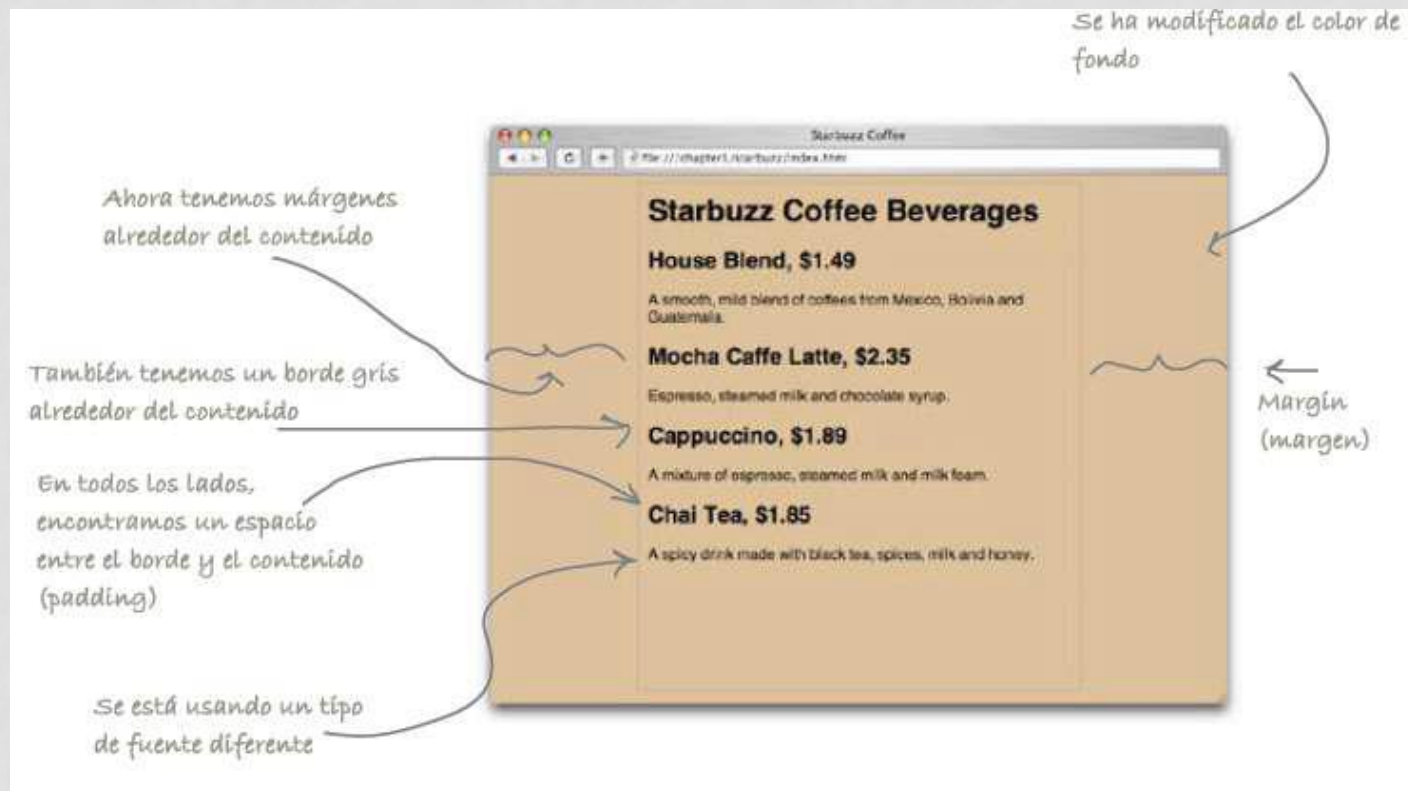 Se ha modificado el color de
fondo
Starbuzz Coffee
Ahora tenemos márgenes
alrededor del contenido
Starbuzz Coffee Beverages
House Blend, $1.49
A smooth, mild blend of coffees from Mexico, Bolivia and
Guatemala.
Mocha Caffe Latte, $2.35
También tenemos un borde gris
alrededor del contenido
Espresso, steamed milk and chocolate syrup.
Margin
(margen)
Cappuccino, $1.89
A mixture of espresso, steamed milk and milk foam.
En todos los lados,
encontramos un espacio
entre el borde y el contenido
(padding)
Chai Tea, $1.85
A spicy drink made with black tea, spices, milk and honey.
Se está usando un tipo
de fuente diferente